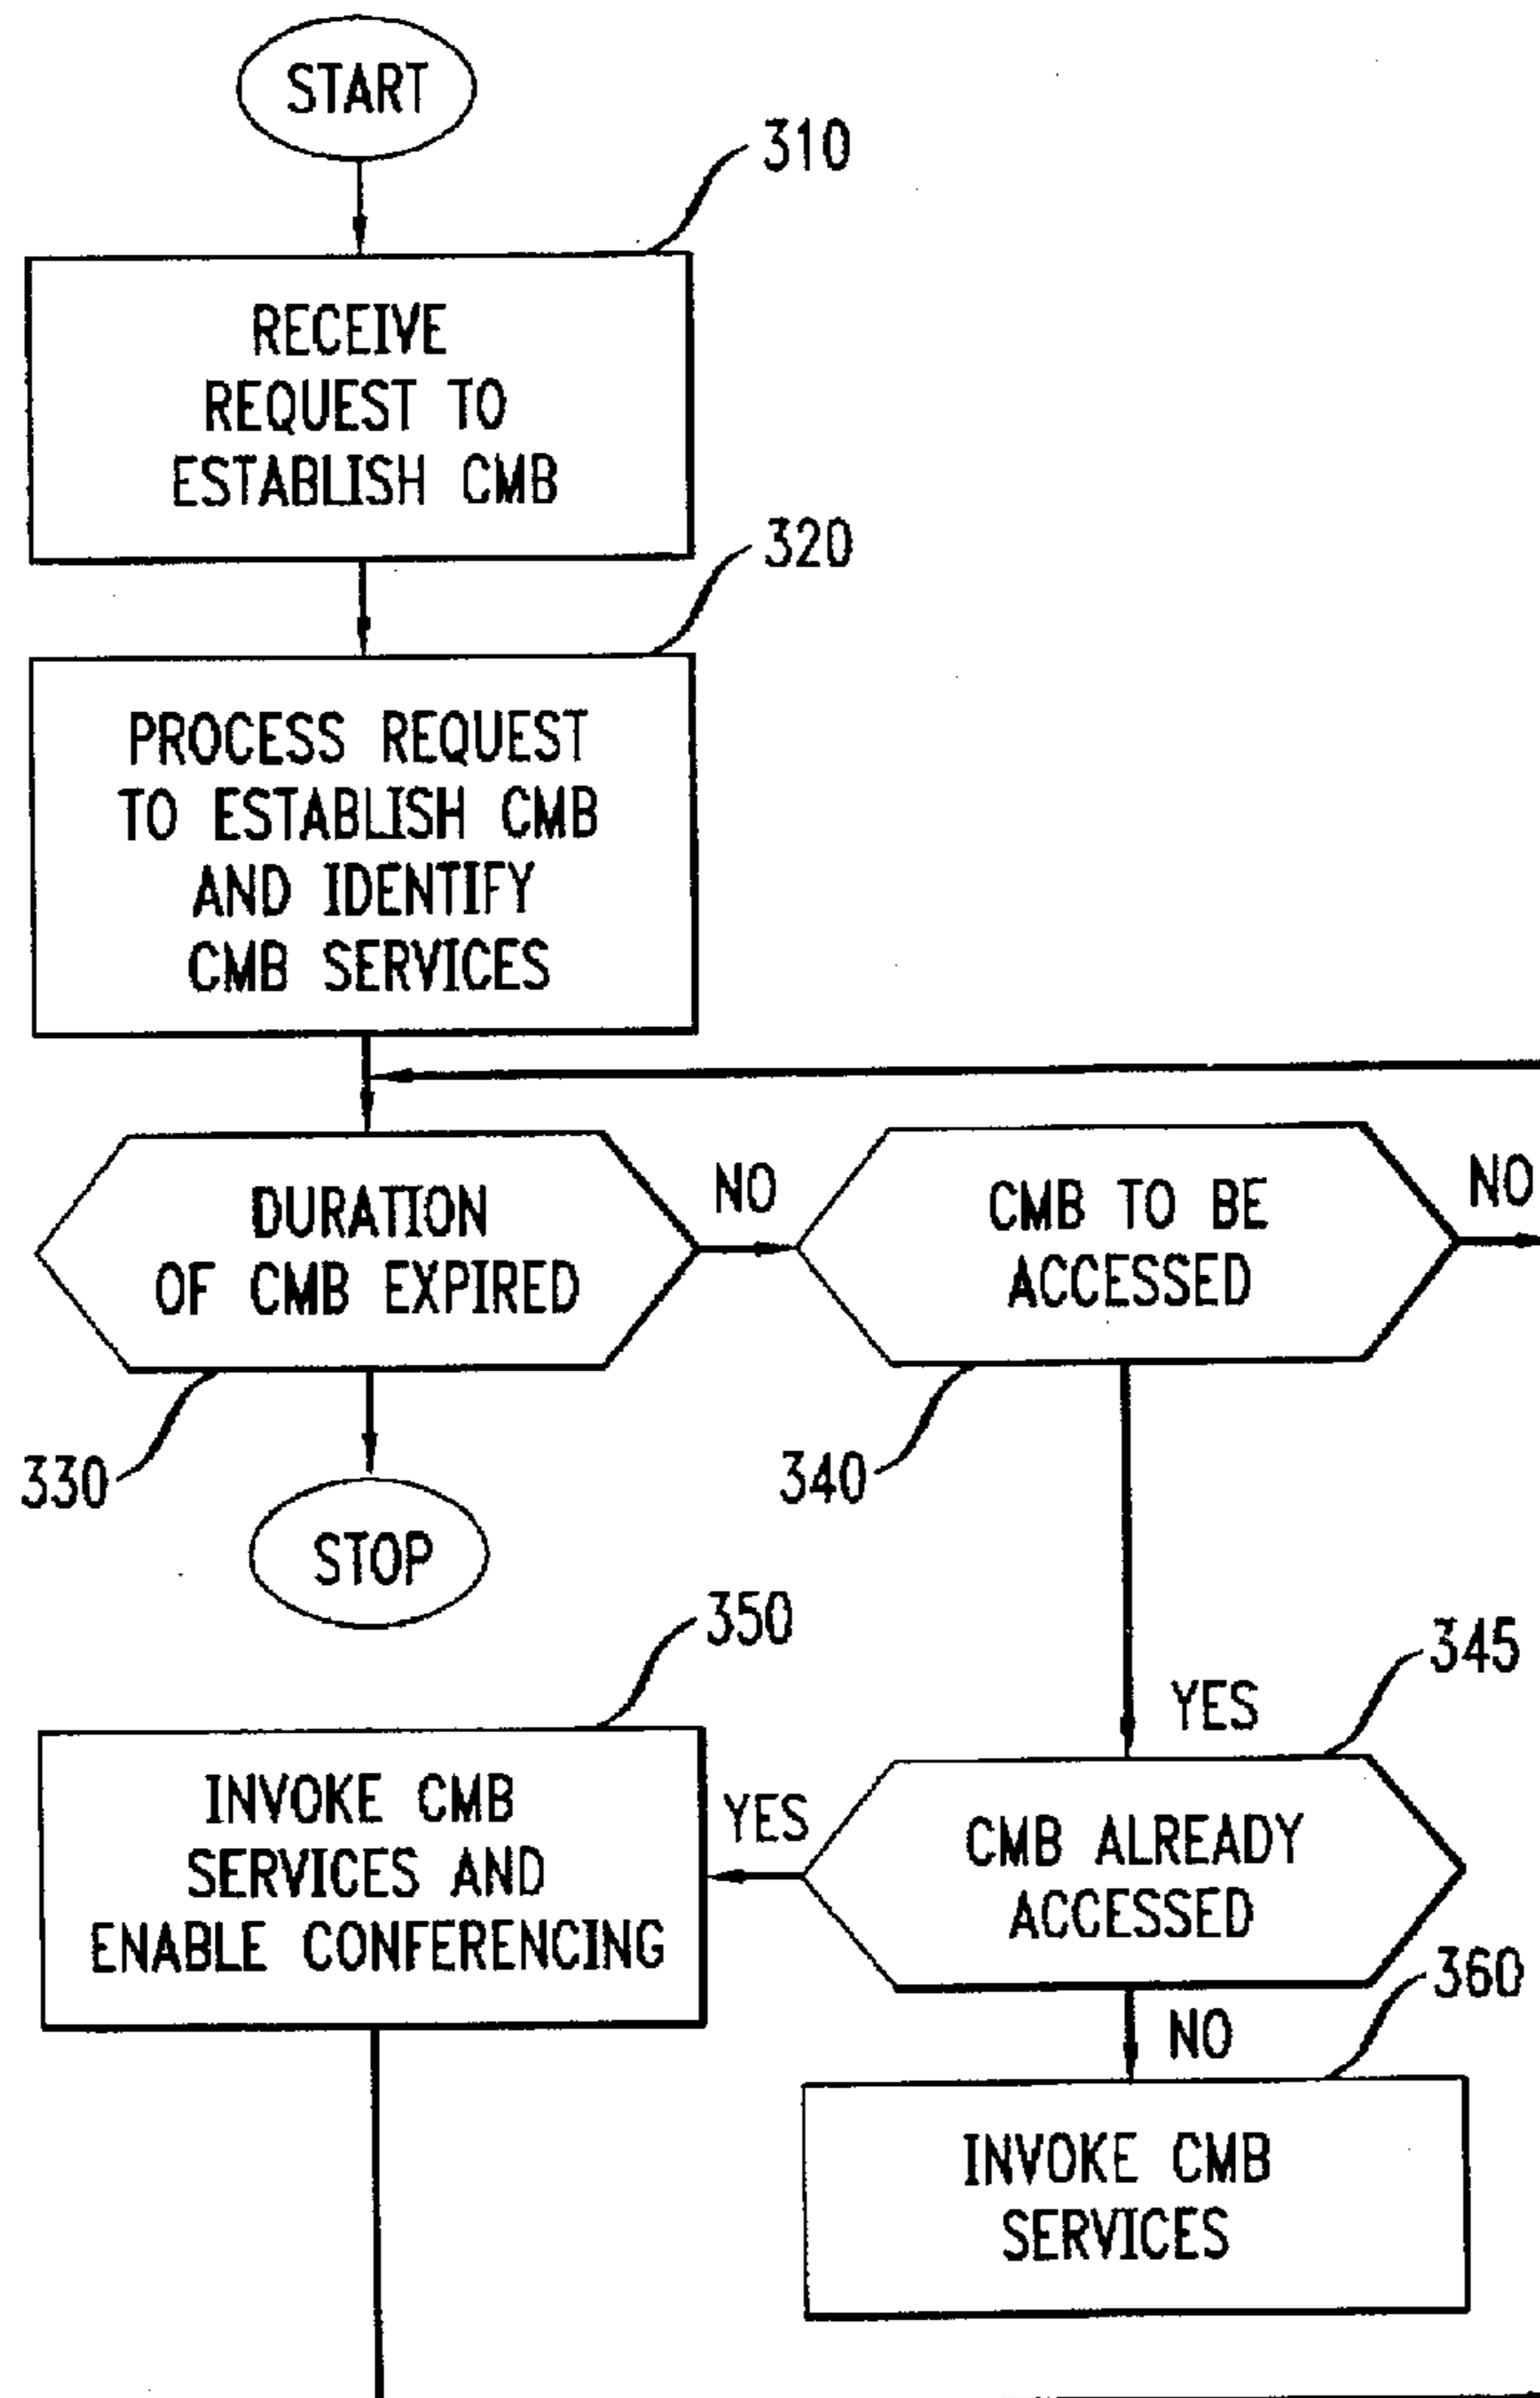 START
310
RECEIVE
REQUEST TO
ESTABLISH CMB
320
PROCESS REQUEST
TO ESTABLISH CMB
AND IDENTIFY
CMB SERVICES
DURATION
OF CMB EXPIRED
NO
CMB TO BE
ACCESSED
NO
330
340
STOP
350
345
YES
INVOKE CMB
SERVICES AND
ENABLE CONFERENCING
YES
CMB ALREADY
ACCESSED
360
NO
INVOKE CMB
SERVICES